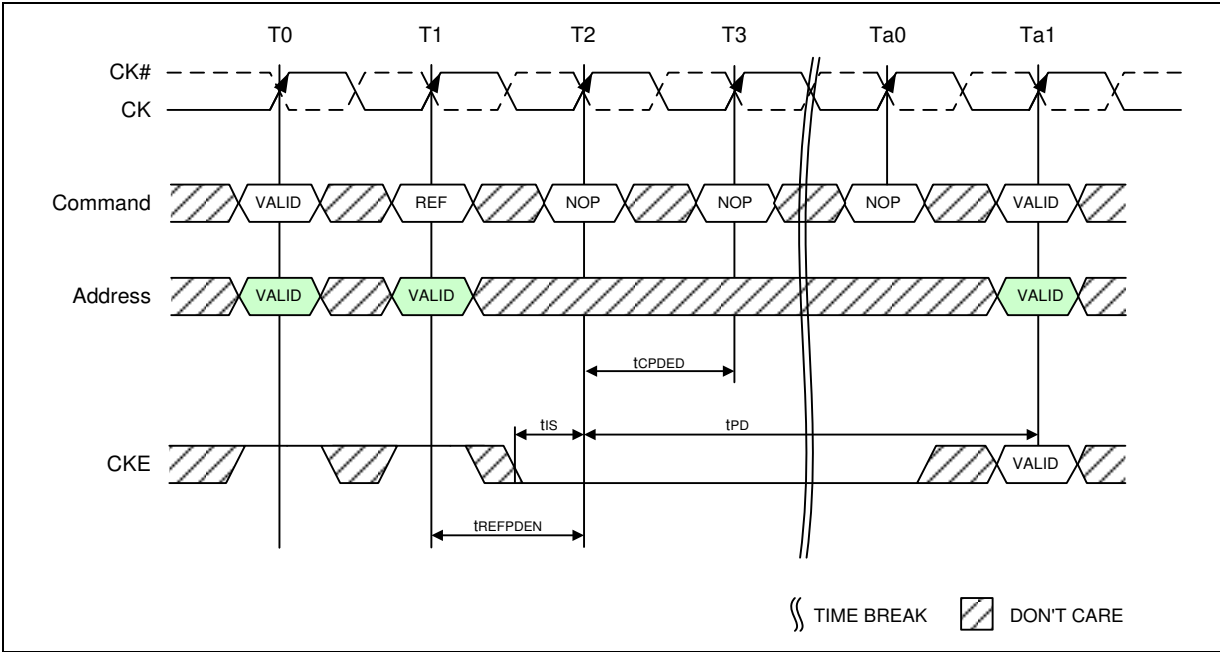 T0 T1 T2 T3 Ta0 Ta1
CK#
CK
Command VALID REF NOP NOP NOP VALID
Address VALID VALID VALID
tCPDED
tIS tPD
CKE VALID
tREFPDEN
TIME BREAK DON'T CARE